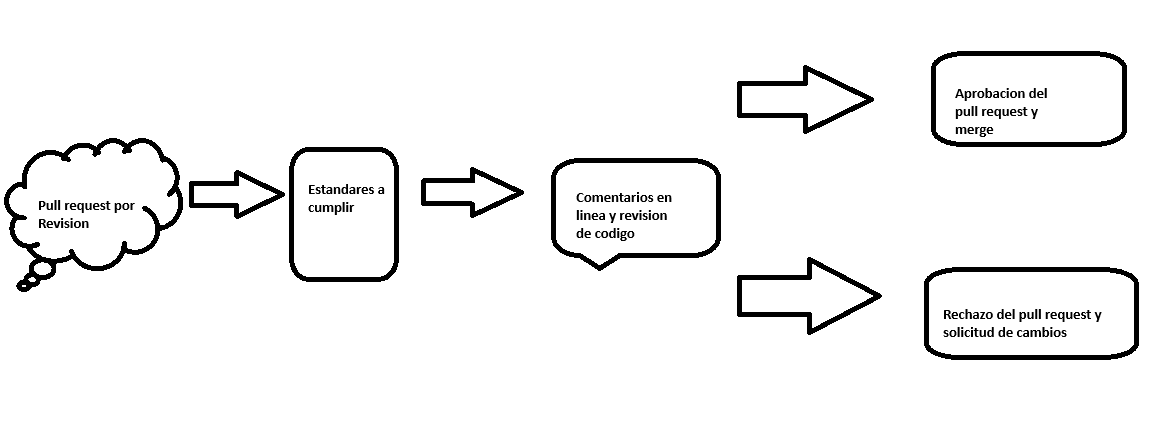 Pull request por
Revision
Estandares a
cumplir
Comentarios en
linea y revision
de codigo
Aprobacion del
pull request y
merge
Rechazo del pull request y
solicitud de cambios